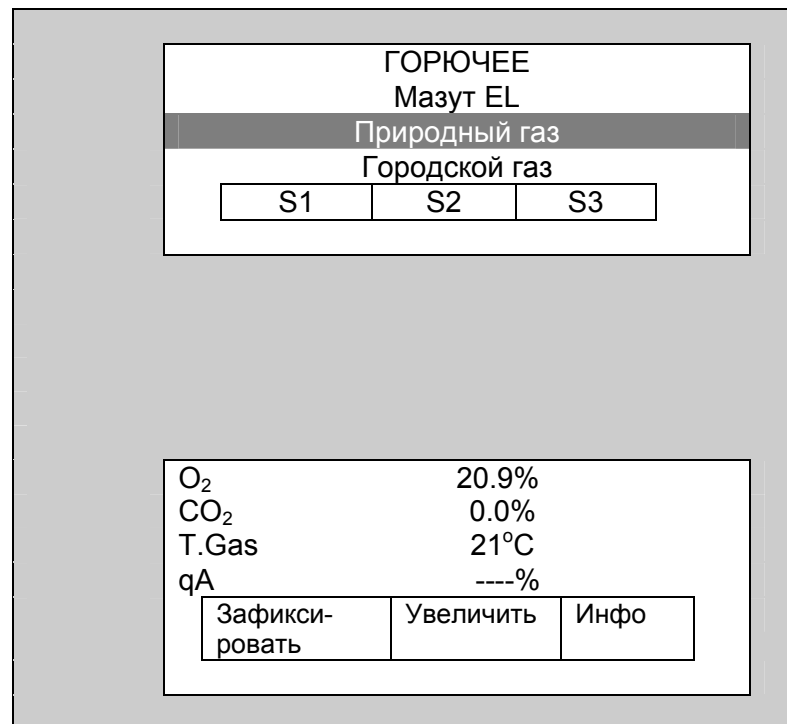 ГОРЮЧЕЕ
Мазут EL
Природный газ
Городской газ
S1 S2 S3
O₂ 20.9%
CO₂ 0.0%
T.Gas 21°C
qA ----%
Зафикси- Увеличить Инфо
ровать